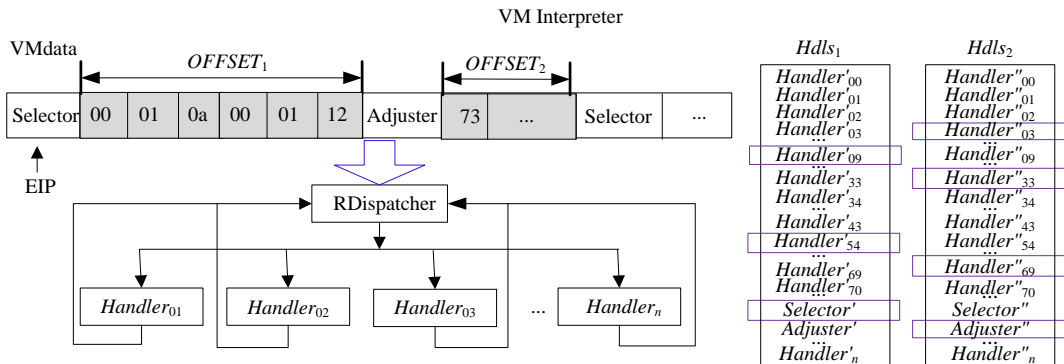 VM Interpreter
VMdata
OFFSET₁
OFFSET₂
Selector 00 01 0a 00 01 12 Adjuster 73 ... Selector ...
EIP
RDispatcher
Handler₀₁ Handler₀₂ Handler₀₃ ... Handlerₙ
Hdls₁
Handler'₀₀
Handler'₀₁
Handler'₀₂
Handler'₀₃
...
Handler'₀₉
...
Handler'₃₃
...
Handler'₃₄
...
Handler'₄₃
Handler'₅₄
...
Handler'₆₉
Handler'₇₀
...
Selector'
Adjuster'
...
Handler'ₙ
Hdls₂
Handler''₀₀
Handler''₀₁
Handler''₀₂
Handler''₀₃
...
Handler''₀₉
...
Handler''₃₃
...
Handler''₃₄
...
Handler''₄₃
Handler''₅₄
...
Handler''₆₉
Handler''₇₀
...
Selector''
Adjuster''
...
Handler''ₙ